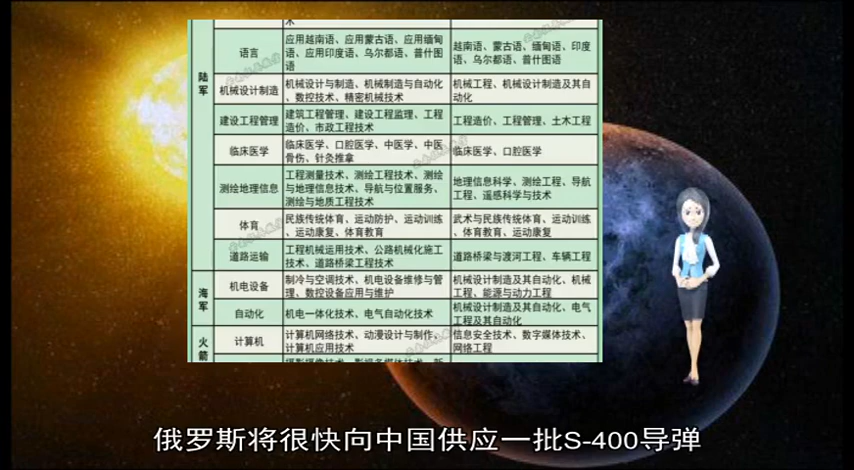 术
陆军
语言
应用越南语、应用蒙古语、应用缅甸
语、应用印度语、乌尔都语、普什图
语
越南语、蒙古语、缅甸语、印度
语、乌尔都语、普什图语
机械设计制造
机械设计与制造、机械制造与自动化
、数控技术、精密机械技术
机械工程、机械设计制造及其自
动化
建设工程管理
建筑工程管理、建设工程监理、工程
造价、市政工程技术
工程造价、工程管理、土木工程
临床医学
临床医学、口腔医学、中医学、中医
骨伤、针灸推拿
临床医学、口腔医学
测绘地理信息
工程测量技术、测绘工程技术、测绘
与地理信息技术、导航与位置服务、
测绘与地质工程技术
地理信息科学、测绘工程、导航
工程、遥感科学与技术
体育
民族传统体育、运动防护、运动训练
、运动康复、体育教育
武术与民族传统体育、运动训练
、体育教育、运动康复
道路运输
工程机械运用技术、公路机械化施工
技术、道路桥梁工程技术
道路桥梁与渡河工程、车辆工程
海军
机电设备
制冷与空调技术、机电设备维修与管
理、数控设备应用与维护
机械设计制造及其自动化、机械
工程、能源与动力工程
自动化
机电一体化技术、电气自动化技术
机械设计制造及其自动化、电气
工程及其自动化
火箭
计算机
计算机网络技术、动漫设计与制作、
计算机应用技术
信息安全技术、数字媒体技术、
网络工程
俄罗斯将很快向中国供应一批S-400导弹